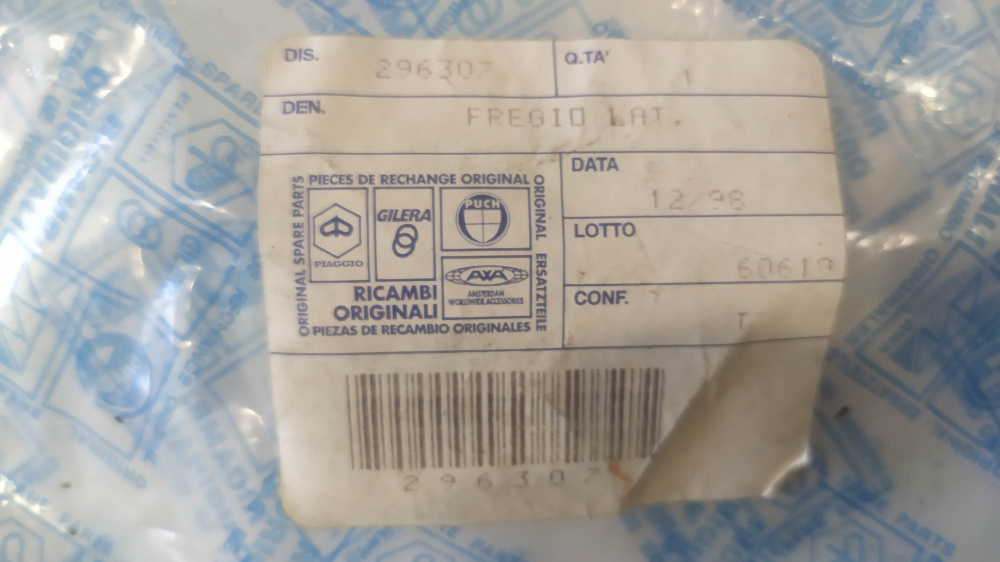 DIS. 296307
Q.TA' 1
DEN. FREGIO LAT.
PIECES DE RECHANGE ORIGINAL
ORIGINAL SPARE PARTS
ORIGINAL ERSATZTEILE
PIAGGIO
GILERA
PUCH
AXA
AMSTERDAM
WORLDWIDE ACCESSORIES
RICAMBI
ORIGINALI
PIEZAS DE RECAMBIO ORIGINALES
DATA
12/98
LOTTO
60619
CONF.
T
296307